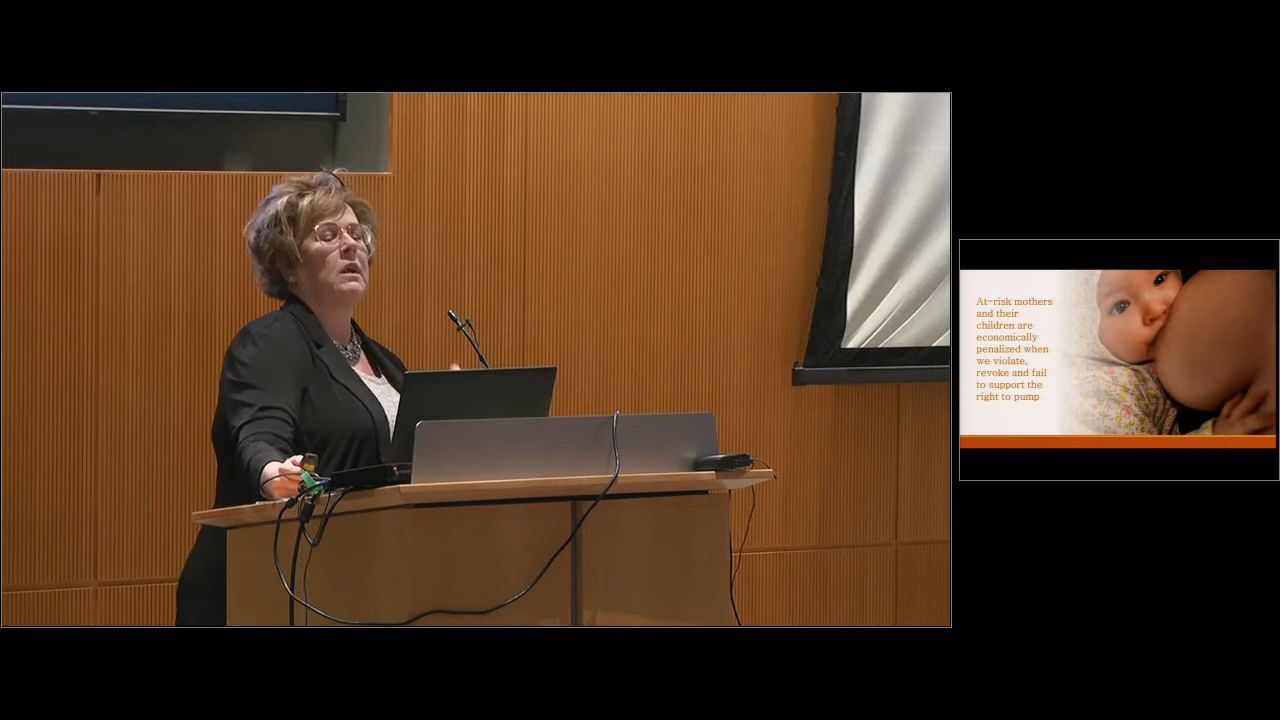 At-risk mothers
and their
children are
economically
penalized when
we violate,
revoke and fail
to support the
right to pump